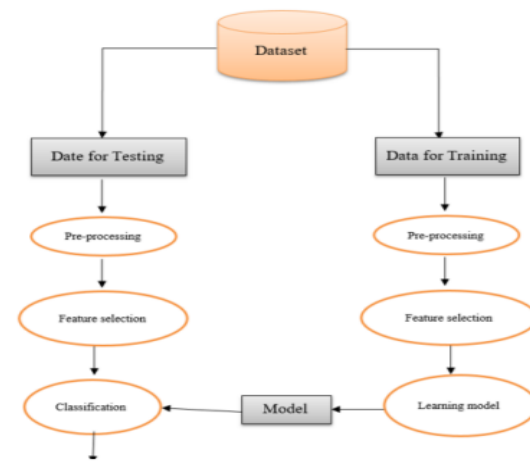 Dataset
Date for Testing
Data for Training
Pre-processing
Pre-processing
Feature selection
Feature selection
Classification
Model
Learning model